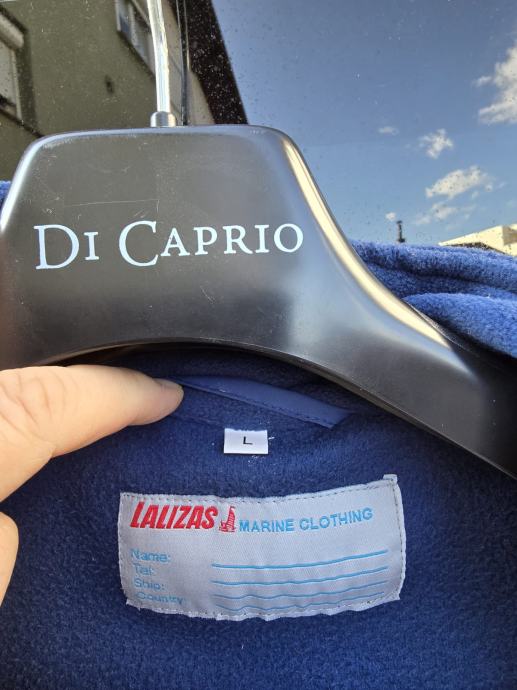 DI CAPRIO
L
LALIZAS MARINE CLOTHING
Name:
Tel:
Ship:
Country: